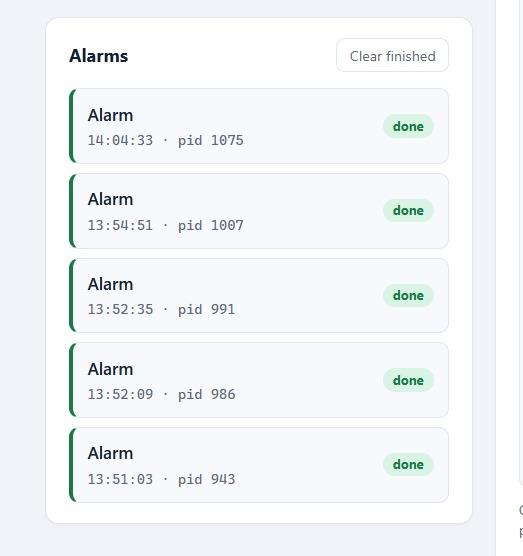 Alarms
Clear finished
Alarm
14:04:33 · pid 1075
done
Alarm
13:54:51 · pid 1007
done
Alarm
13:52:35 · pid 991
done
Alarm
13:52:09 · pid 986
done
Alarm
13:51:03 · pid 943
done